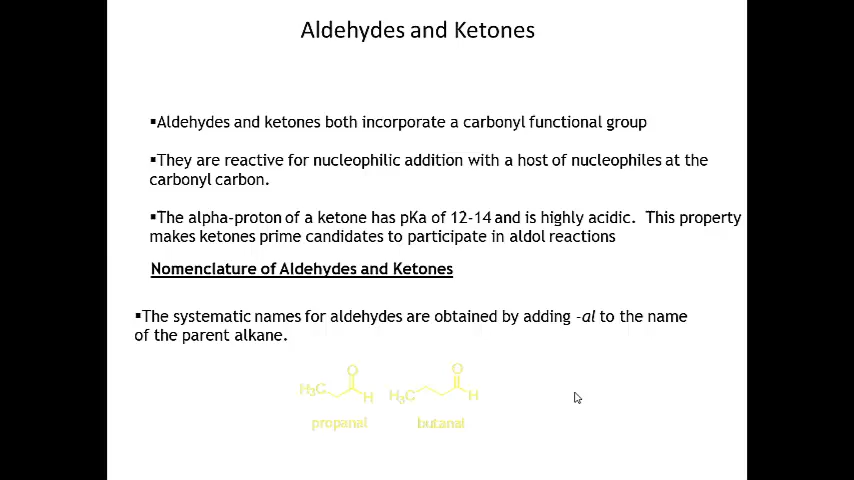 Aldehydes and Ketones
▪Aldehydes and ketones both incorporate a carbonyl functional group
▪They are reactive for nucleophilic addition with a host of nucleophiles at the
carbonyl carbon.
▪The alpha-proton of a ketone has pKa of 12-14 and is highly acidic. This property
makes ketones prime candidates to participate in aldol reactions
Nomenclature of Aldehydes and Ketones
▪The systematic names for aldehydes are obtained by adding -al to the name
of the parent alkane.
O O
H₃C H H₃C H
propanal butanal